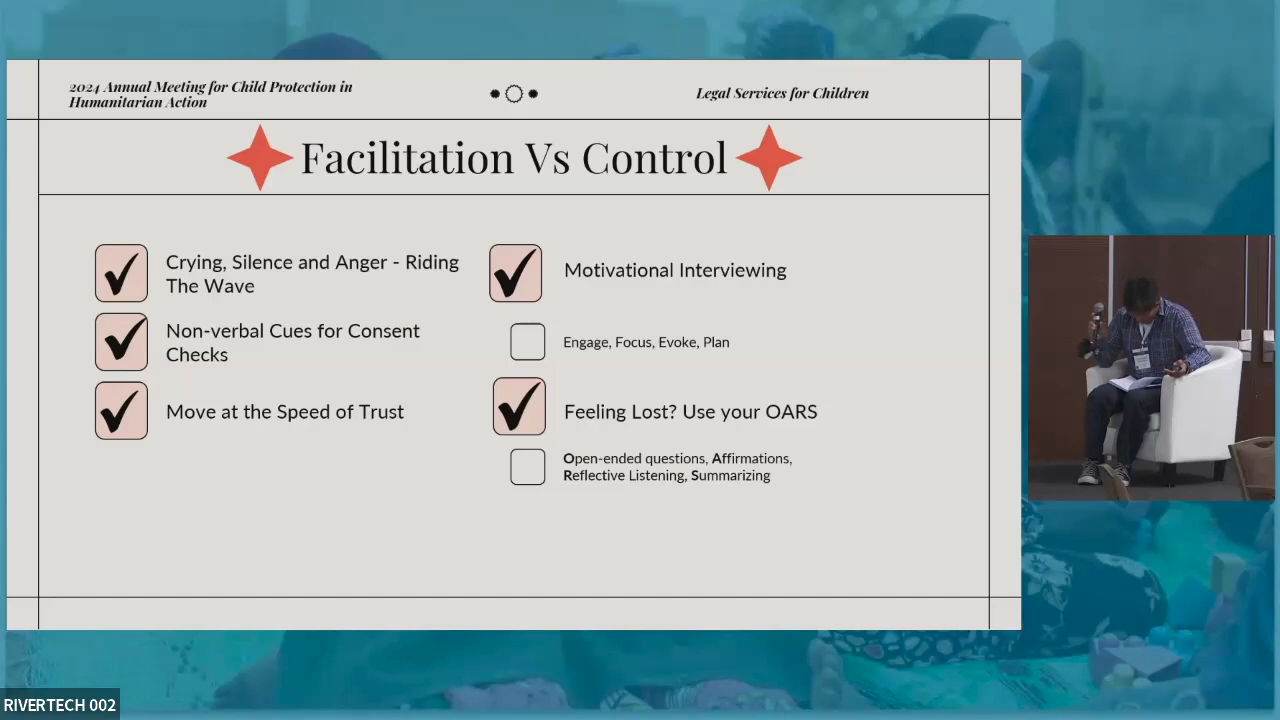 2024 Annual Meeting for Child Protection in
Humanitarian Action
Legal Services for Children
Facilitation Vs Control
Crying, Silence and Anger - Riding
The Wave
Non-verbal Cues for Consent
Checks
Move at the Speed of Trust
Motivational Interviewing
Engage, Focus, Evoke, Plan
Feeling Lost? Use your OARS
Open-ended questions, Affirmations,
Reflective Listening, Summarizing
RIVERTECH 002